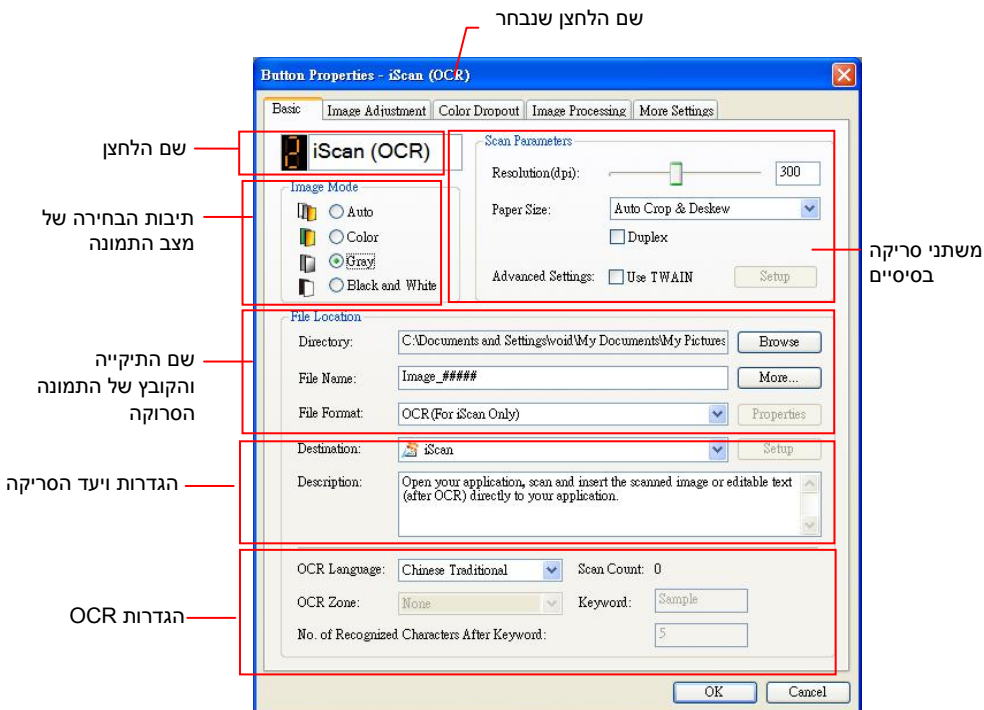 שם הלחצן שנבחר
Button Properties - iScan (OCR)
Basic Image Adjustment Color Dropout Image Processing More Settings
שם הלחצן
2 iScan (OCR)
Image Mode
תיבות הבחירה של
מצב התמונה
Auto
Color
Gray
Black and White
Scan Parameters
Resolution(dpi): 300
Paper Size: Auto Crop & Deskew
Duplex
Advanced Settings: Use TWAIN Setup
משתני סריקה
בסיסיים
File Location
שם התיקייה
והקובץ של התמונה
הסרוקה
Directory: C:\Documents and Settings\void\My Documents\My Pictures Browse
File Name: Image_##### More...
File Format: OCR(For iScan Only) Properties
הגדרות ויעד הסריקה
Destination: iScan Setup
Description: Open your application, scan and insert the scanned image or editable text
(after OCR) directly to your application.
הגדרות OCR
OCR Language: Chinese Traditional Scan Count: 0
OCR Zone: None Keyword: Sample
No. of Recognized Characters After Keyword: 5
OK Cancel